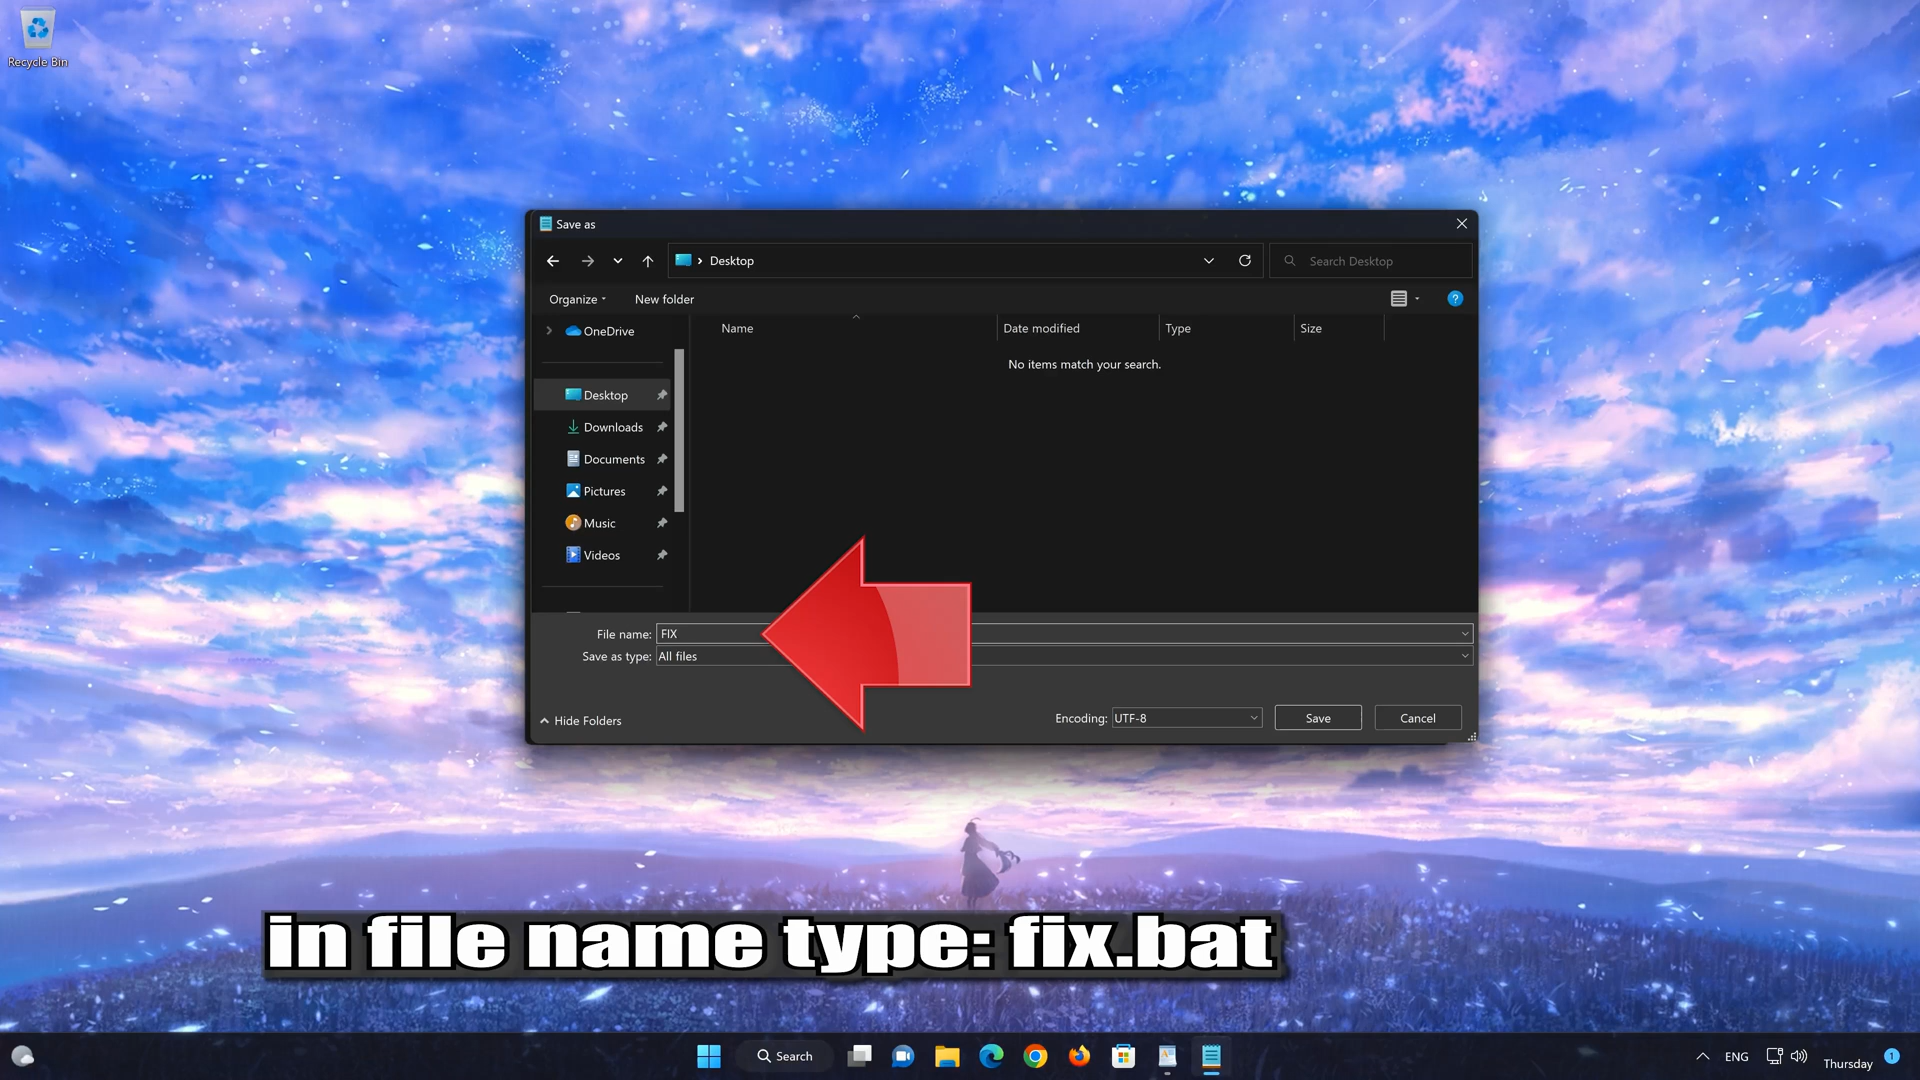 Recycle Bin
Save as
Desktop
Search Desktop
Organize
New folder
OneDrive
Name
Date modified
Type
Size
No items match your search.
Desktop
Downloads
Documents
Pictures
Music
Videos
File name: FIX
Save as type: All files
Hide Folders
Encoding: UTF-8
Save
Cancel
in file name type: fix.bat
Search
ENG
Thursday
1